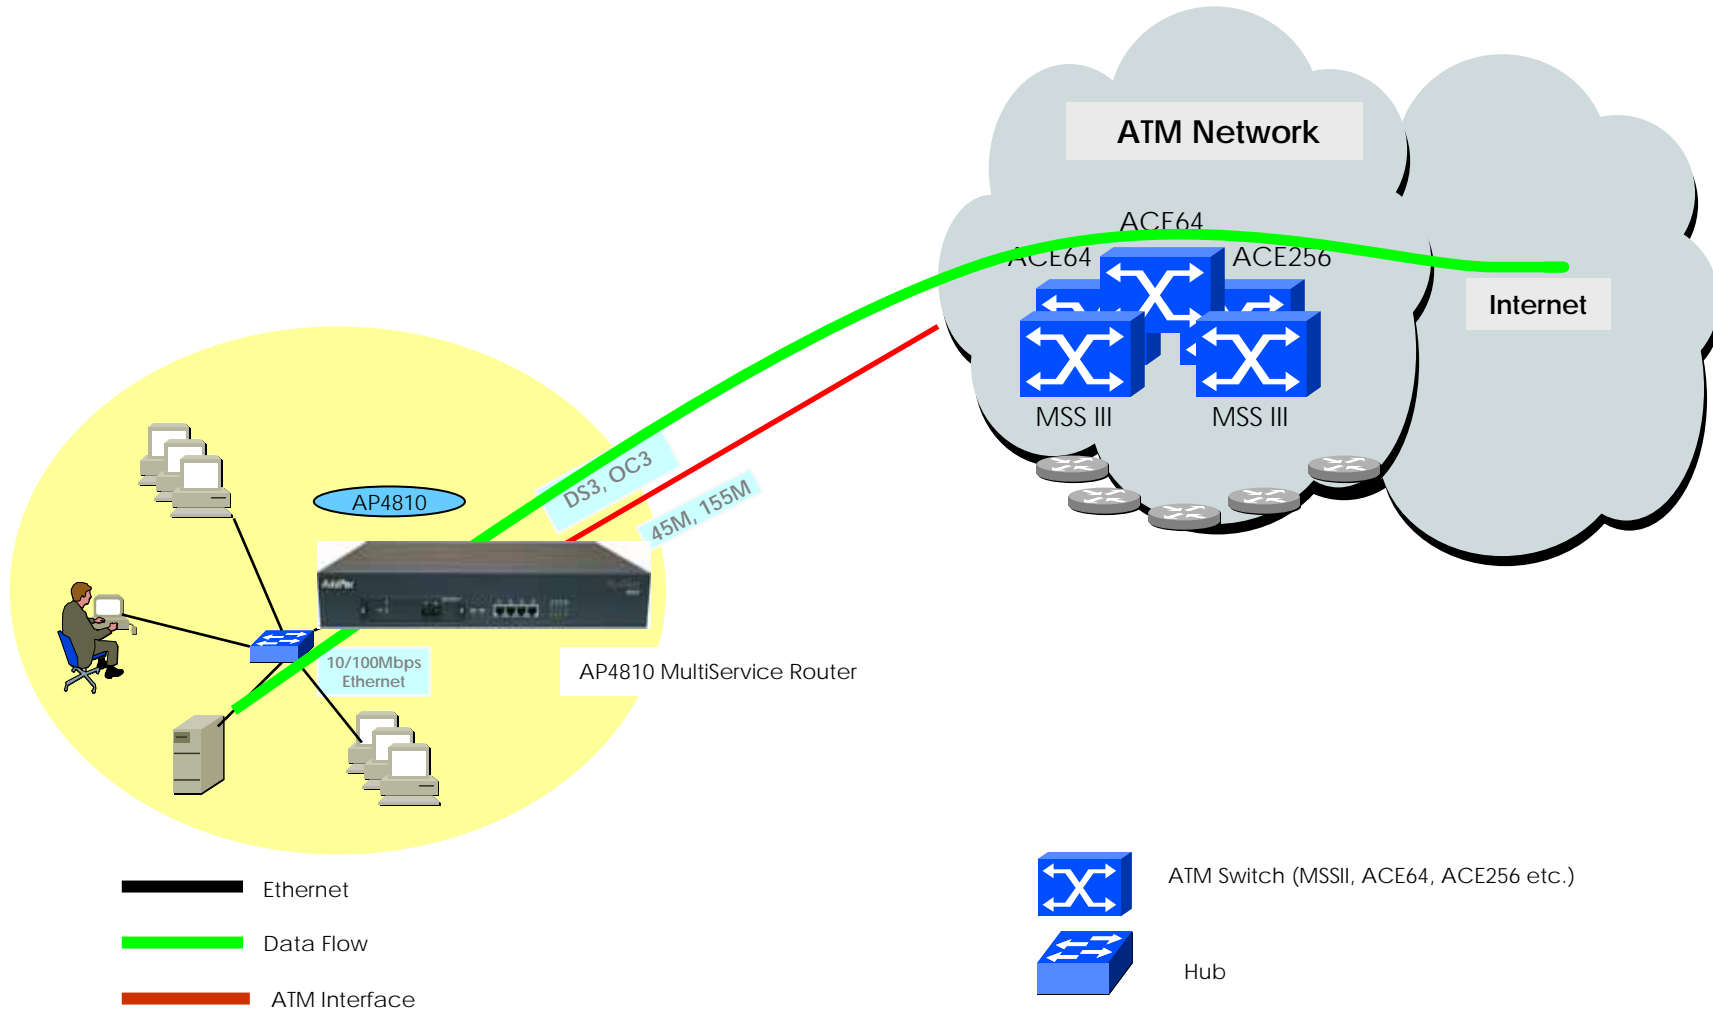 ATM Network
ACE64
ACE64
ACE256
Internet
MSS III
MSS III
DS3, OC3
45M, 155M
AP4810
AddPac
10/100Mbps
Ethernet
AP4810 MultiService Router
Ethernet
Data Flow
ATM Interface
ATM Switch (MSSII, ACE64, ACE256 etc.)
Hub